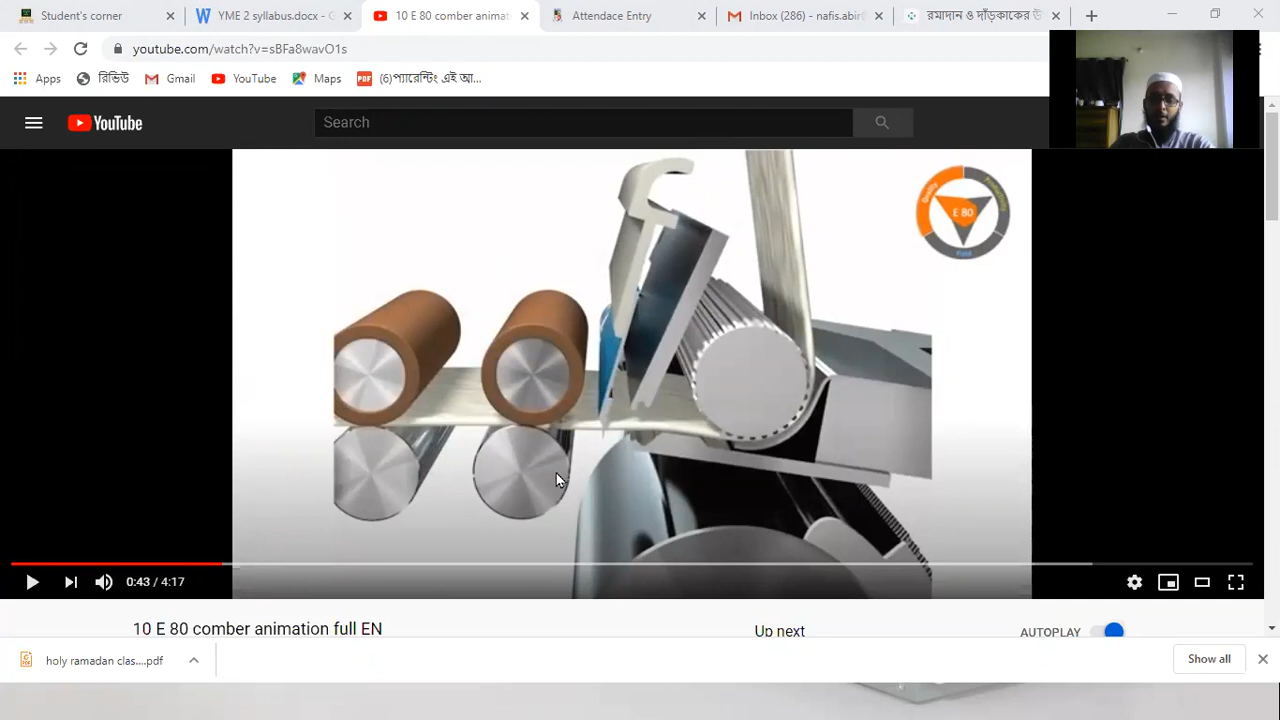 Student's corner
YME 2 syllabus.docx - G
10 E 80 comber animat
Attendace Entry
Inbox (286) - nafis.abir@
রমাদান ও দাঁড়কাকের উ
youtube.com/watch?v=sBFa8wavO1s
Apps
রিভিউ
Gmail
YouTube
Maps
(6)প্যারেন্টিং এই আ...
YouTube
Search
Quality
Productivity
E 80
0:43 / 4:17
10 E 80 comber animation full EN
Up next
AUTOPLAY
holy ramadan clas....pdf
Show all